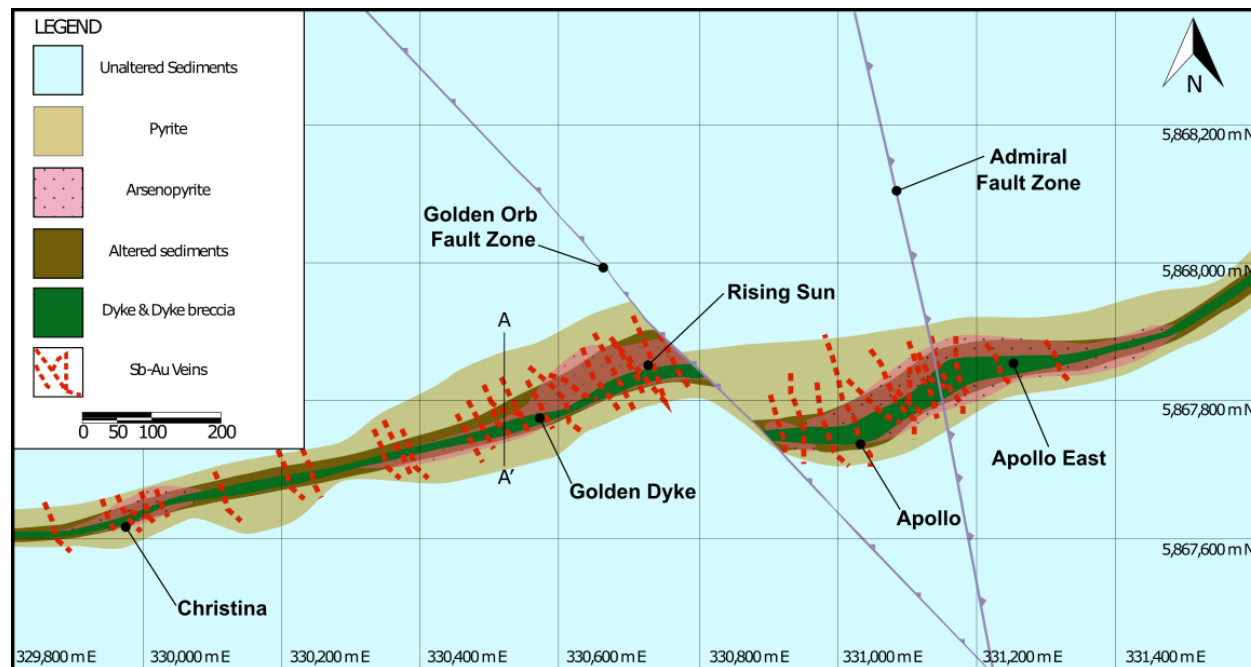 LEGEND
Unaltered Sediments
Pyrite
Arsenopyrite
Altered sediments
Dyke & Dyke breccia
Sb-Au Veins
0 50 100 200
N
5,868,200 m N
Admiral
Fault Zone
Golden Orb
Fault Zone
5,868,000 m N
Rising Sun
A
5,867,800 m N
A'
Golden Dyke
Apollo East
Apollo
5,867,600 m N
Christina
329,800 m E
330,000 m E
330,200 m E
330,400 m E
330,600 m E
330,800 m E
331,000 m E
331,200 m E
331,400 m E